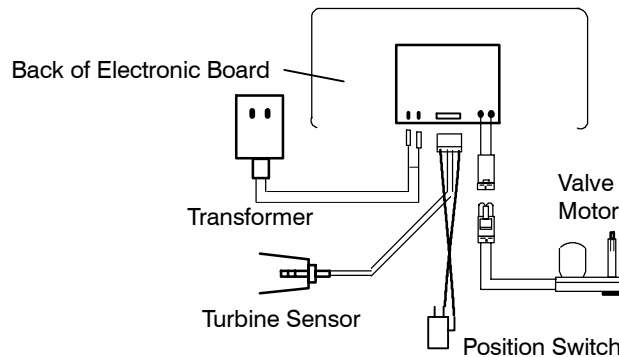 Back of Electronic Board
Valve
Motor
Transformer
Turbine Sensor
Position Switch